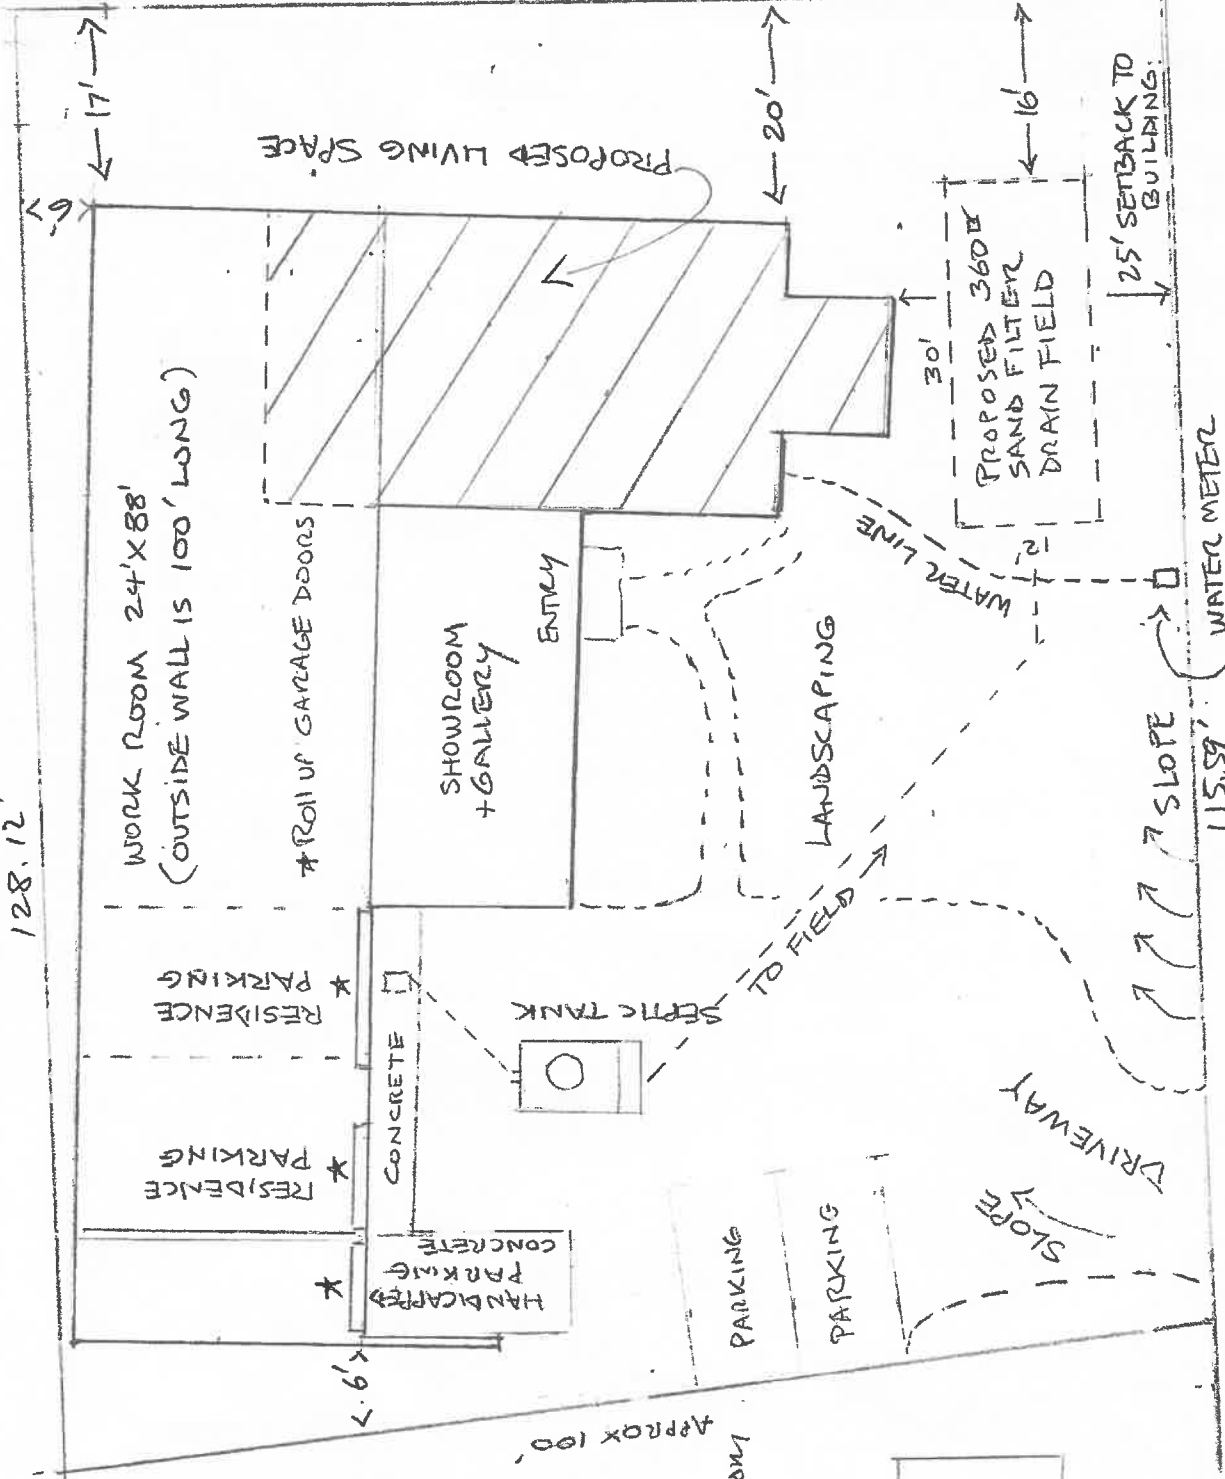 128.12'
17'
6'
WORK ROOM 24'X88'
(OUTSIDE WALL IS 100' LONG)
PROPOSED LIVING SPACE
20'
16'
25' SETBACK TO
BUILDING.
30'
PROPOSED 360
SAND FILTER
DRAIN FIELD
12'
*ROLL UP GARAGE DOORS
SHOWROOM
+GALLERY
ENTRY
WATER LINE
WATER METER
LANDSCAPING
SLOPE
115.59'
RESIDENCE
PARKING
*
RESIDENCE
PARKING
*
CONCRETE
SEPTIC TANK
TO FIELD
HANDICAPPED
PARKING
CONCRETE
*
6'
PARKING
PARKING
DRIVEWAY
SLOPE
APPROX 100'